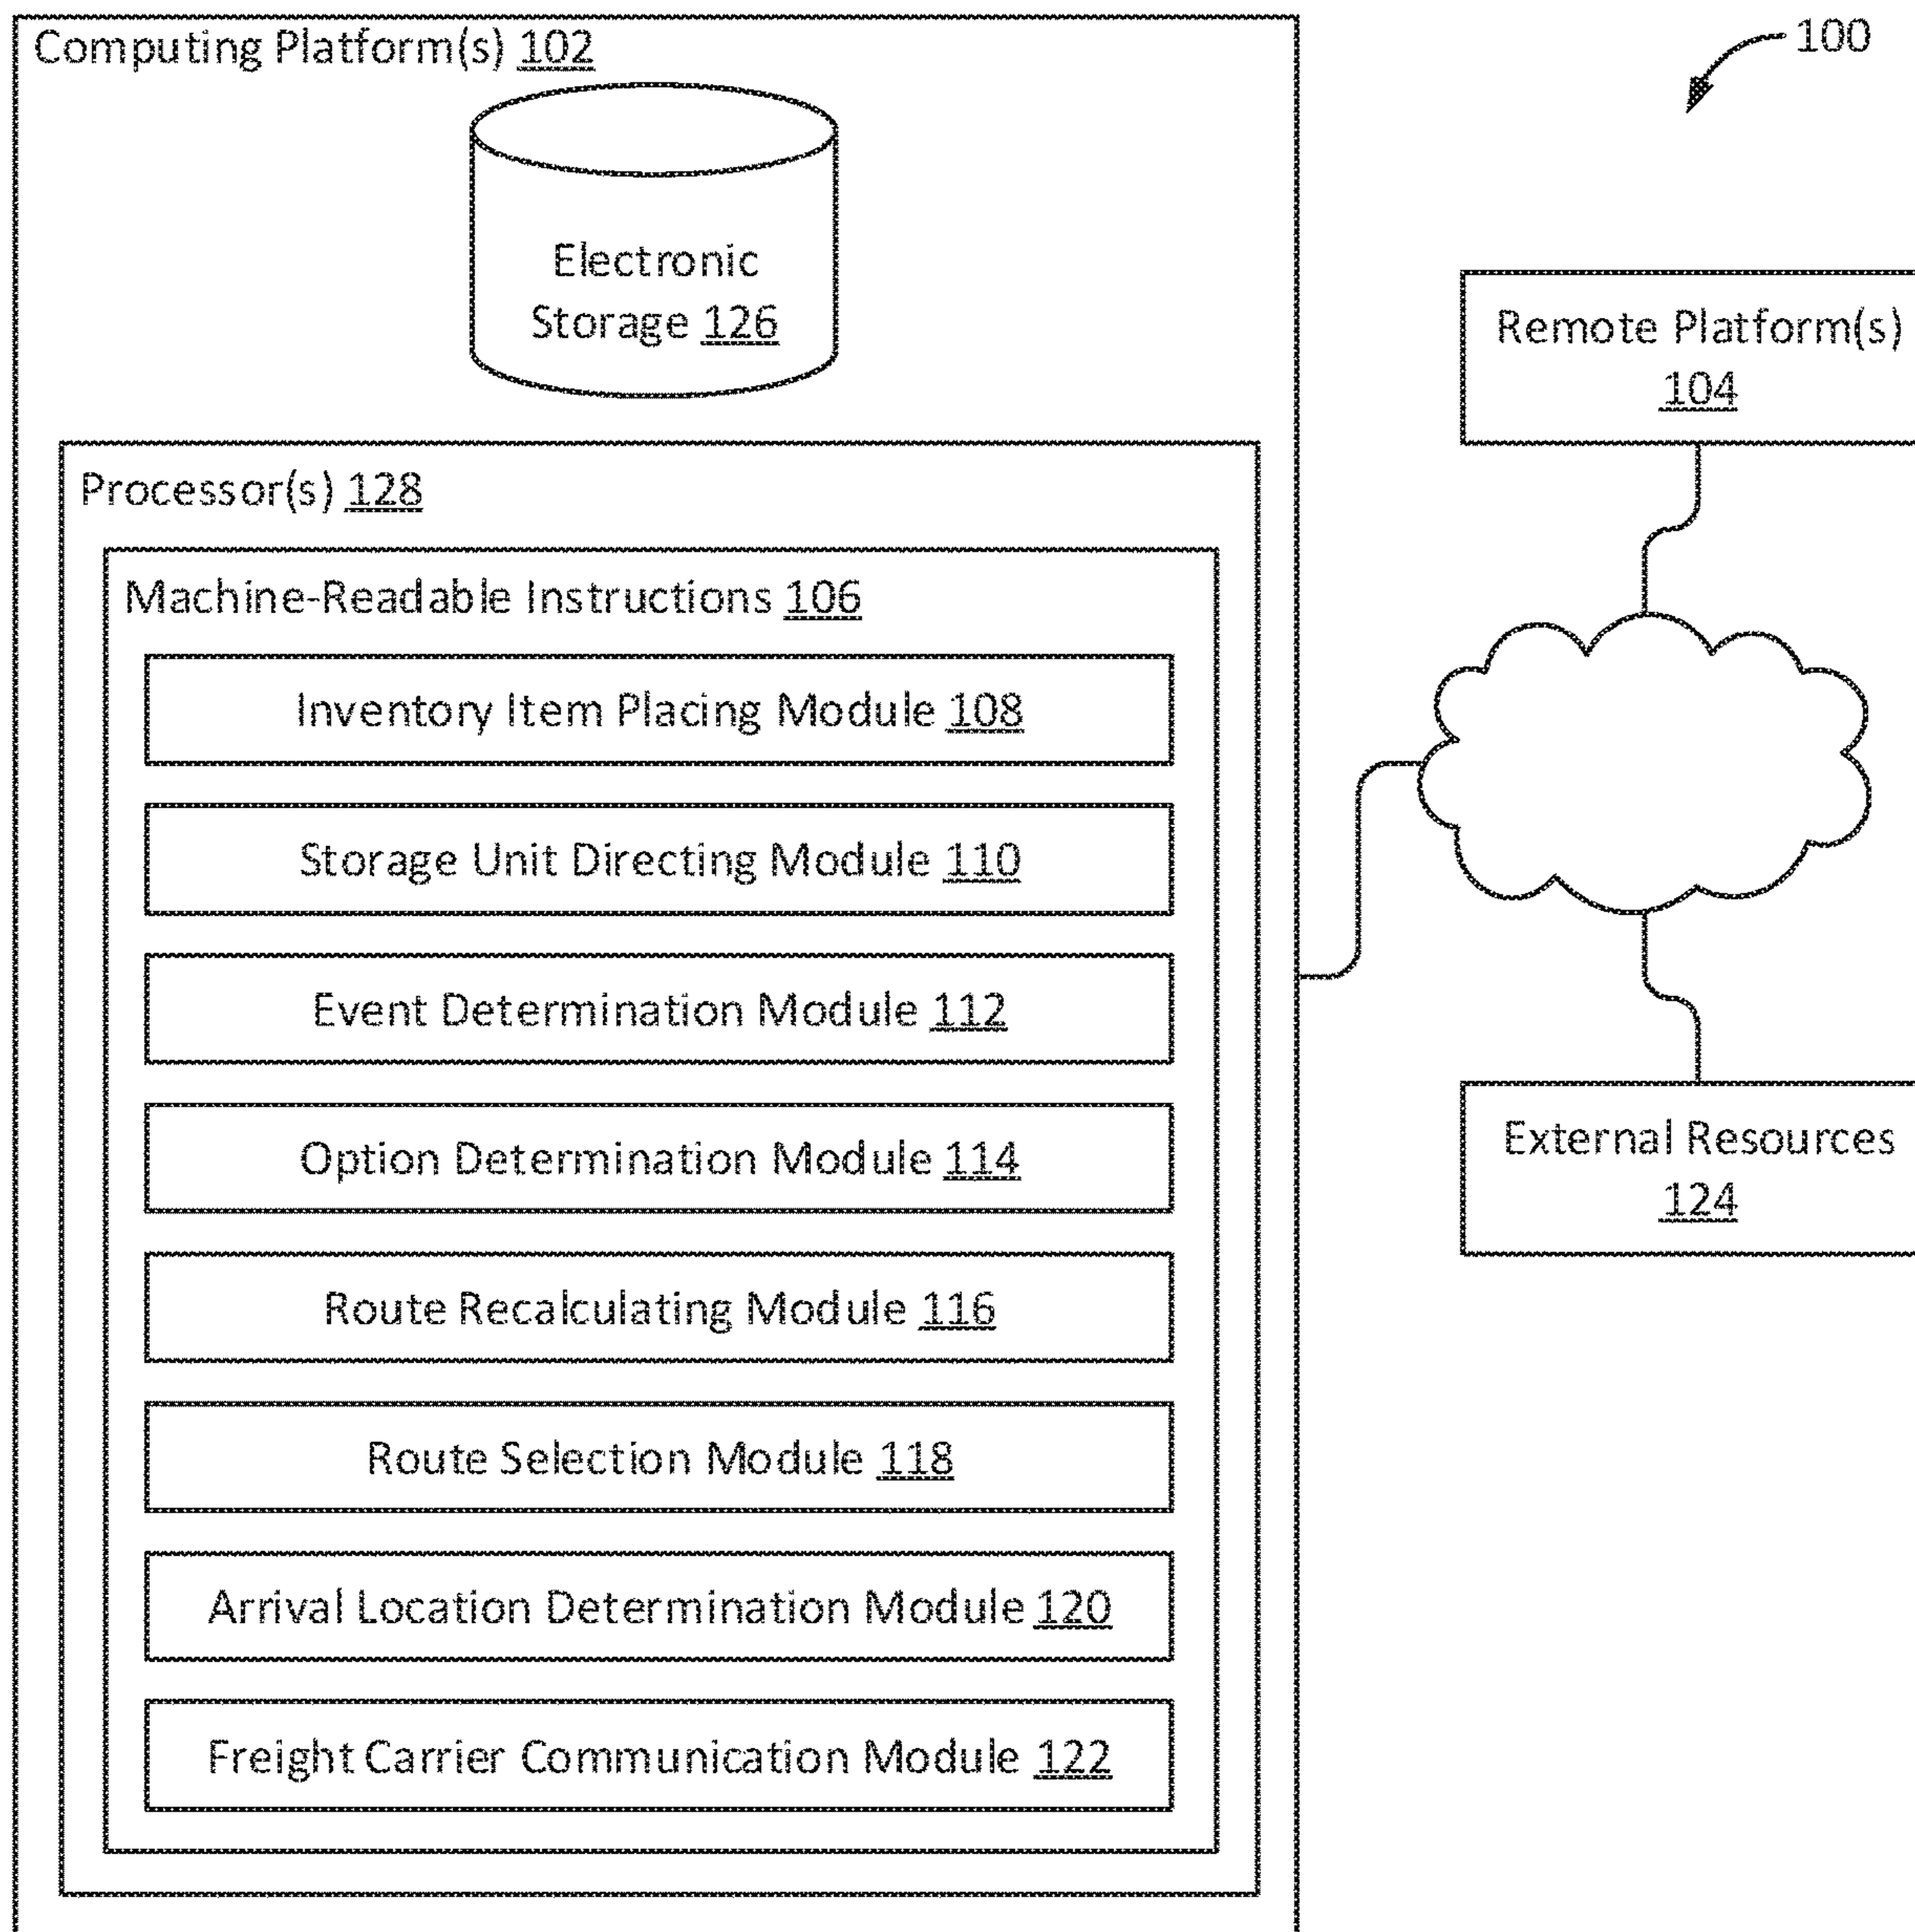 Computing Platform(s) 102
100
Electronic
Storage 126
Remote Platform(s)
104
Processor(s) 128
Machine-Readable Instructions 106
Inventory Item Placing Module 108
Storage Unit Directing Module 110
Event Determination Module 112
Option Determination Module 114
External Resources
124
Route Recalculating Module 116
Route Selection Module 118
Arrival Location Determination Module 120
Freight Carrier Communication Module 122